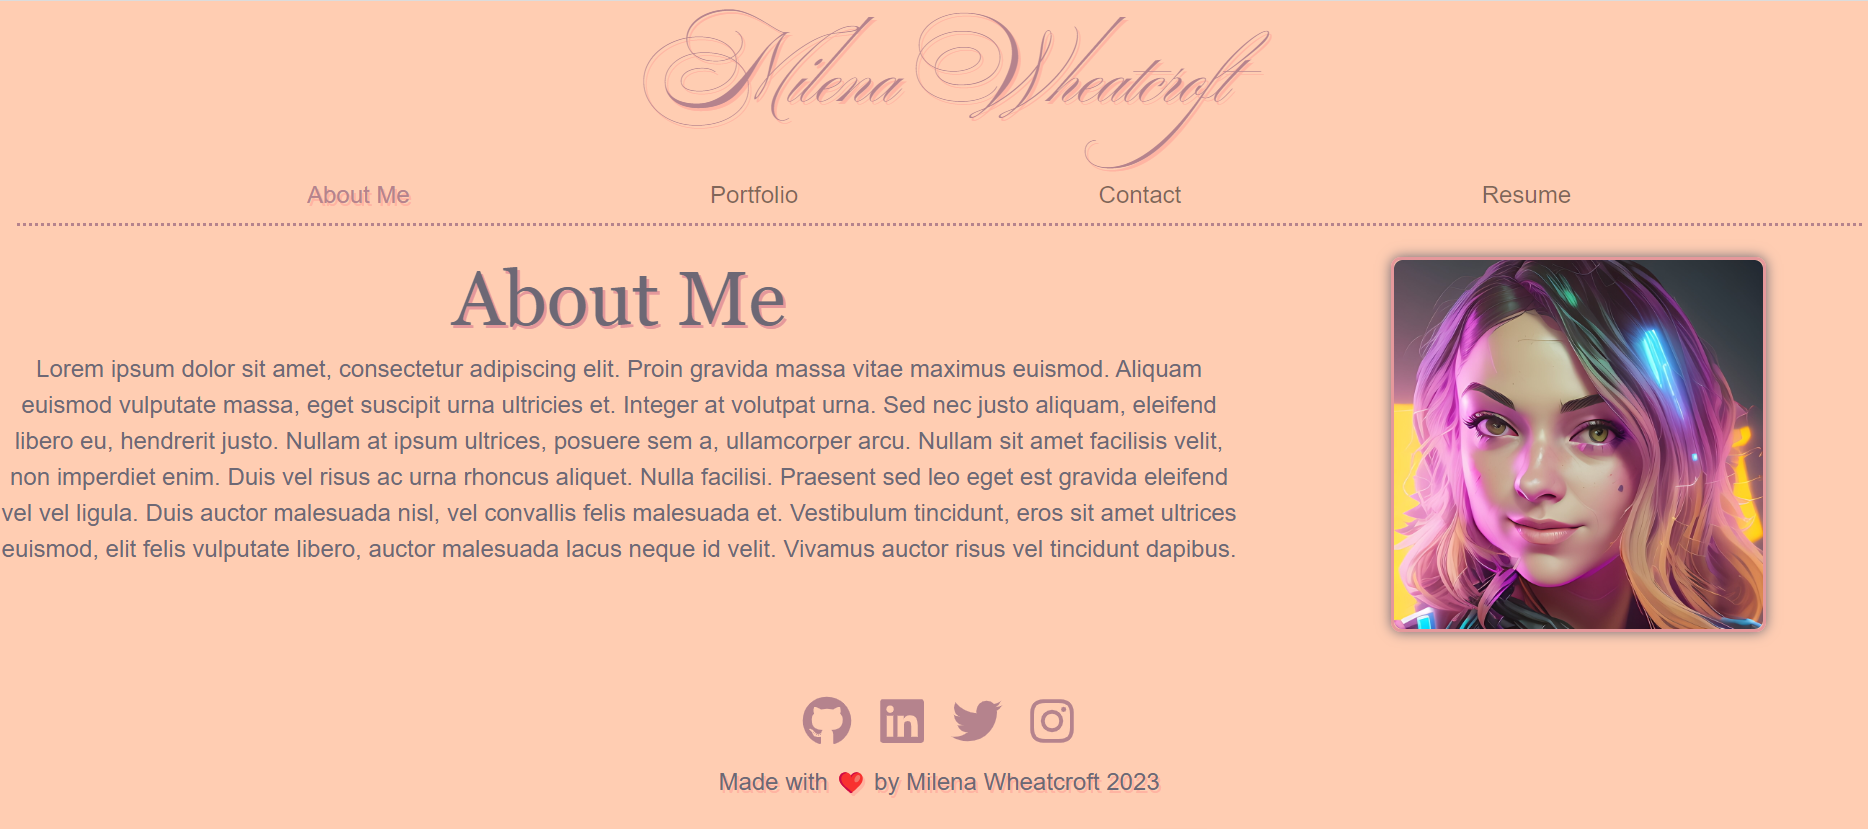 Milena Wheatcroft
About Me Portfolio Contact Resume
About Me
Lorem ipsum dolor sit amet, consectetur adipiscing elit. Proin gravida massa vitae maximus euismod. Aliquam
euismod vulputate massa, eget suscipit urna ultricies et. Integer at volutpat urna. Sed nec justo aliquam, eleifend
libero eu, hendrerit justo. Nullam at ipsum ultrices, posuere sem a, ullamcorper arcu. Nullam sit amet facilisis velit,
non imperdiet enim. Duis vel risus ac urna rhoncus aliquet. Nulla facilisi. Praesent sed leo eget est gravida eleifend
vel vel ligula. Duis auctor malesuada nisl, vel convallis felis malesuada et. Vestibulum tincidunt, eros sit amet ultrices
euismod, elit felis vulputate libero, auctor malesuada lacus neque id velit. Vivamus auctor risus vel tincidunt dapibus.
in
Made with ❤️ by Milena Wheatcroft 2023